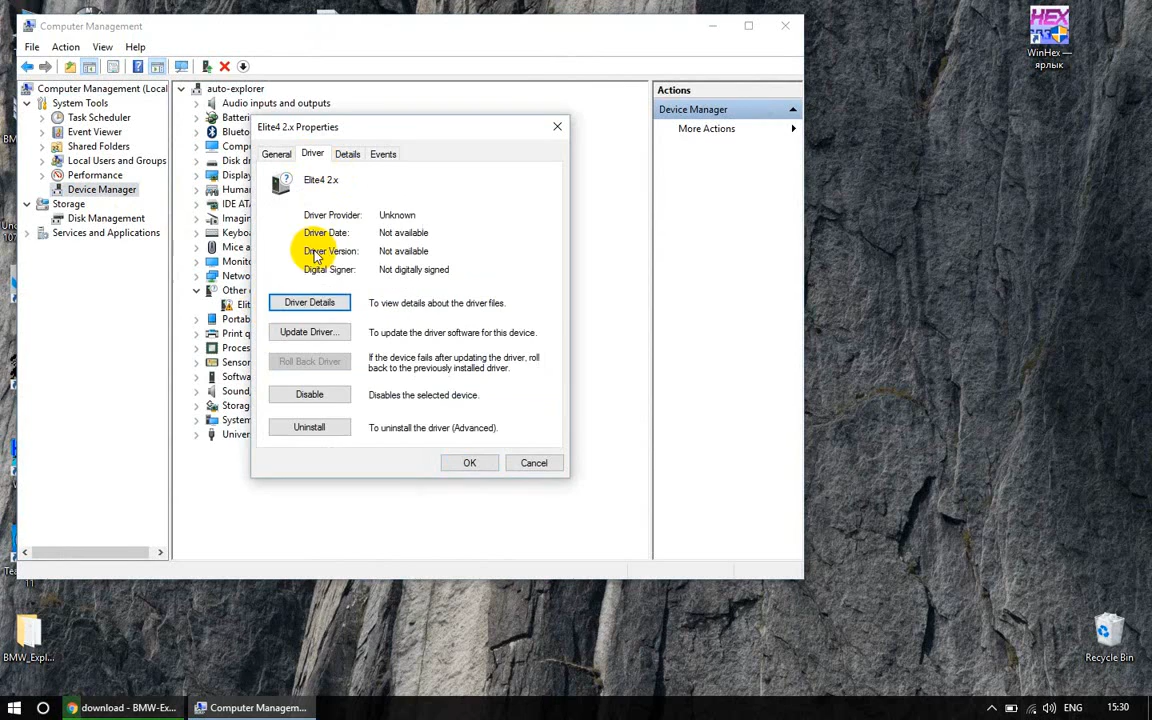 Computer Management
File Action View Help
Computer Management (Local
System Tools
Task Scheduler
Event Viewer
Shared Folders
Local Users and Groups
Performance
Device Manager
Storage
Disk Management
Services and Applications
auto-explorer
Audio inputs and outputs
Batteri
Bluetoo
Compu
Disk dr
Display
Human
IDE ATA
Imagin
Keyboa
Mice a
Monito
Netwo
Other
Elit
Portab
Print q
Proces
Sensor
Softwa
Sound,
Storag
System
Univer
Actions
Device Manager
More Actions
Elite4 2.x Properties
General Driver Details Events
Elite4 2.x
Driver Provider: Unknown
Driver Date: Not available
Driver Version: Not available
Digital Signer: Not digitally signed
Driver Details To view details about the driver files.
Update Driver... To update the driver software for this device.
Roll Back Driver If the device fails after updating the driver, roll
back to the previously installed driver.
Disable Disables the selected device.
Uninstall To uninstall the driver (Advanced).
OK Cancel
HEX
WinHex —
ярлык
11
BMW_Expl...
Recycle Bin
download - BMW-Ex...
Computer Managem...
ENG
15:30